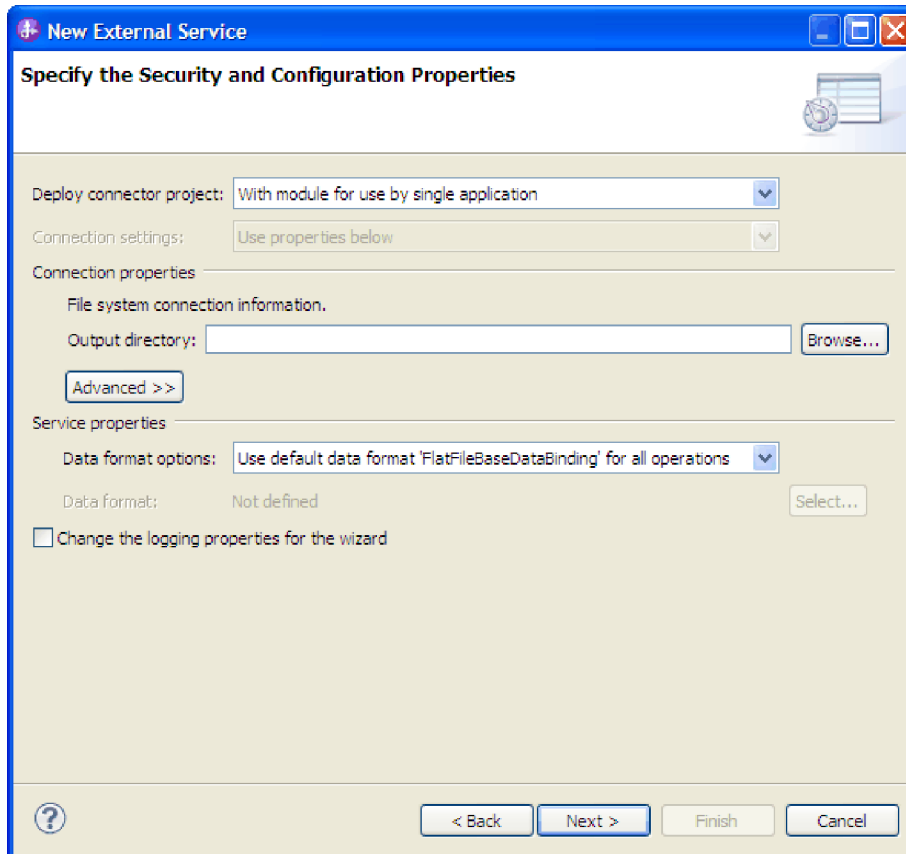 New External Service
Specify the Security and Configuration Properties
Deploy connector project: With module for use by single application
Connection settings: Use properties below
Connection properties
File system connection information.
Output directory: Browse...
Advanced >>
Service properties
Data format options: Use default data format 'FlatFileBaseDataBinding' for all operations
Data format: Not defined Select...
Change the logging properties for the wizard
? < Back Next > Finish Cancel